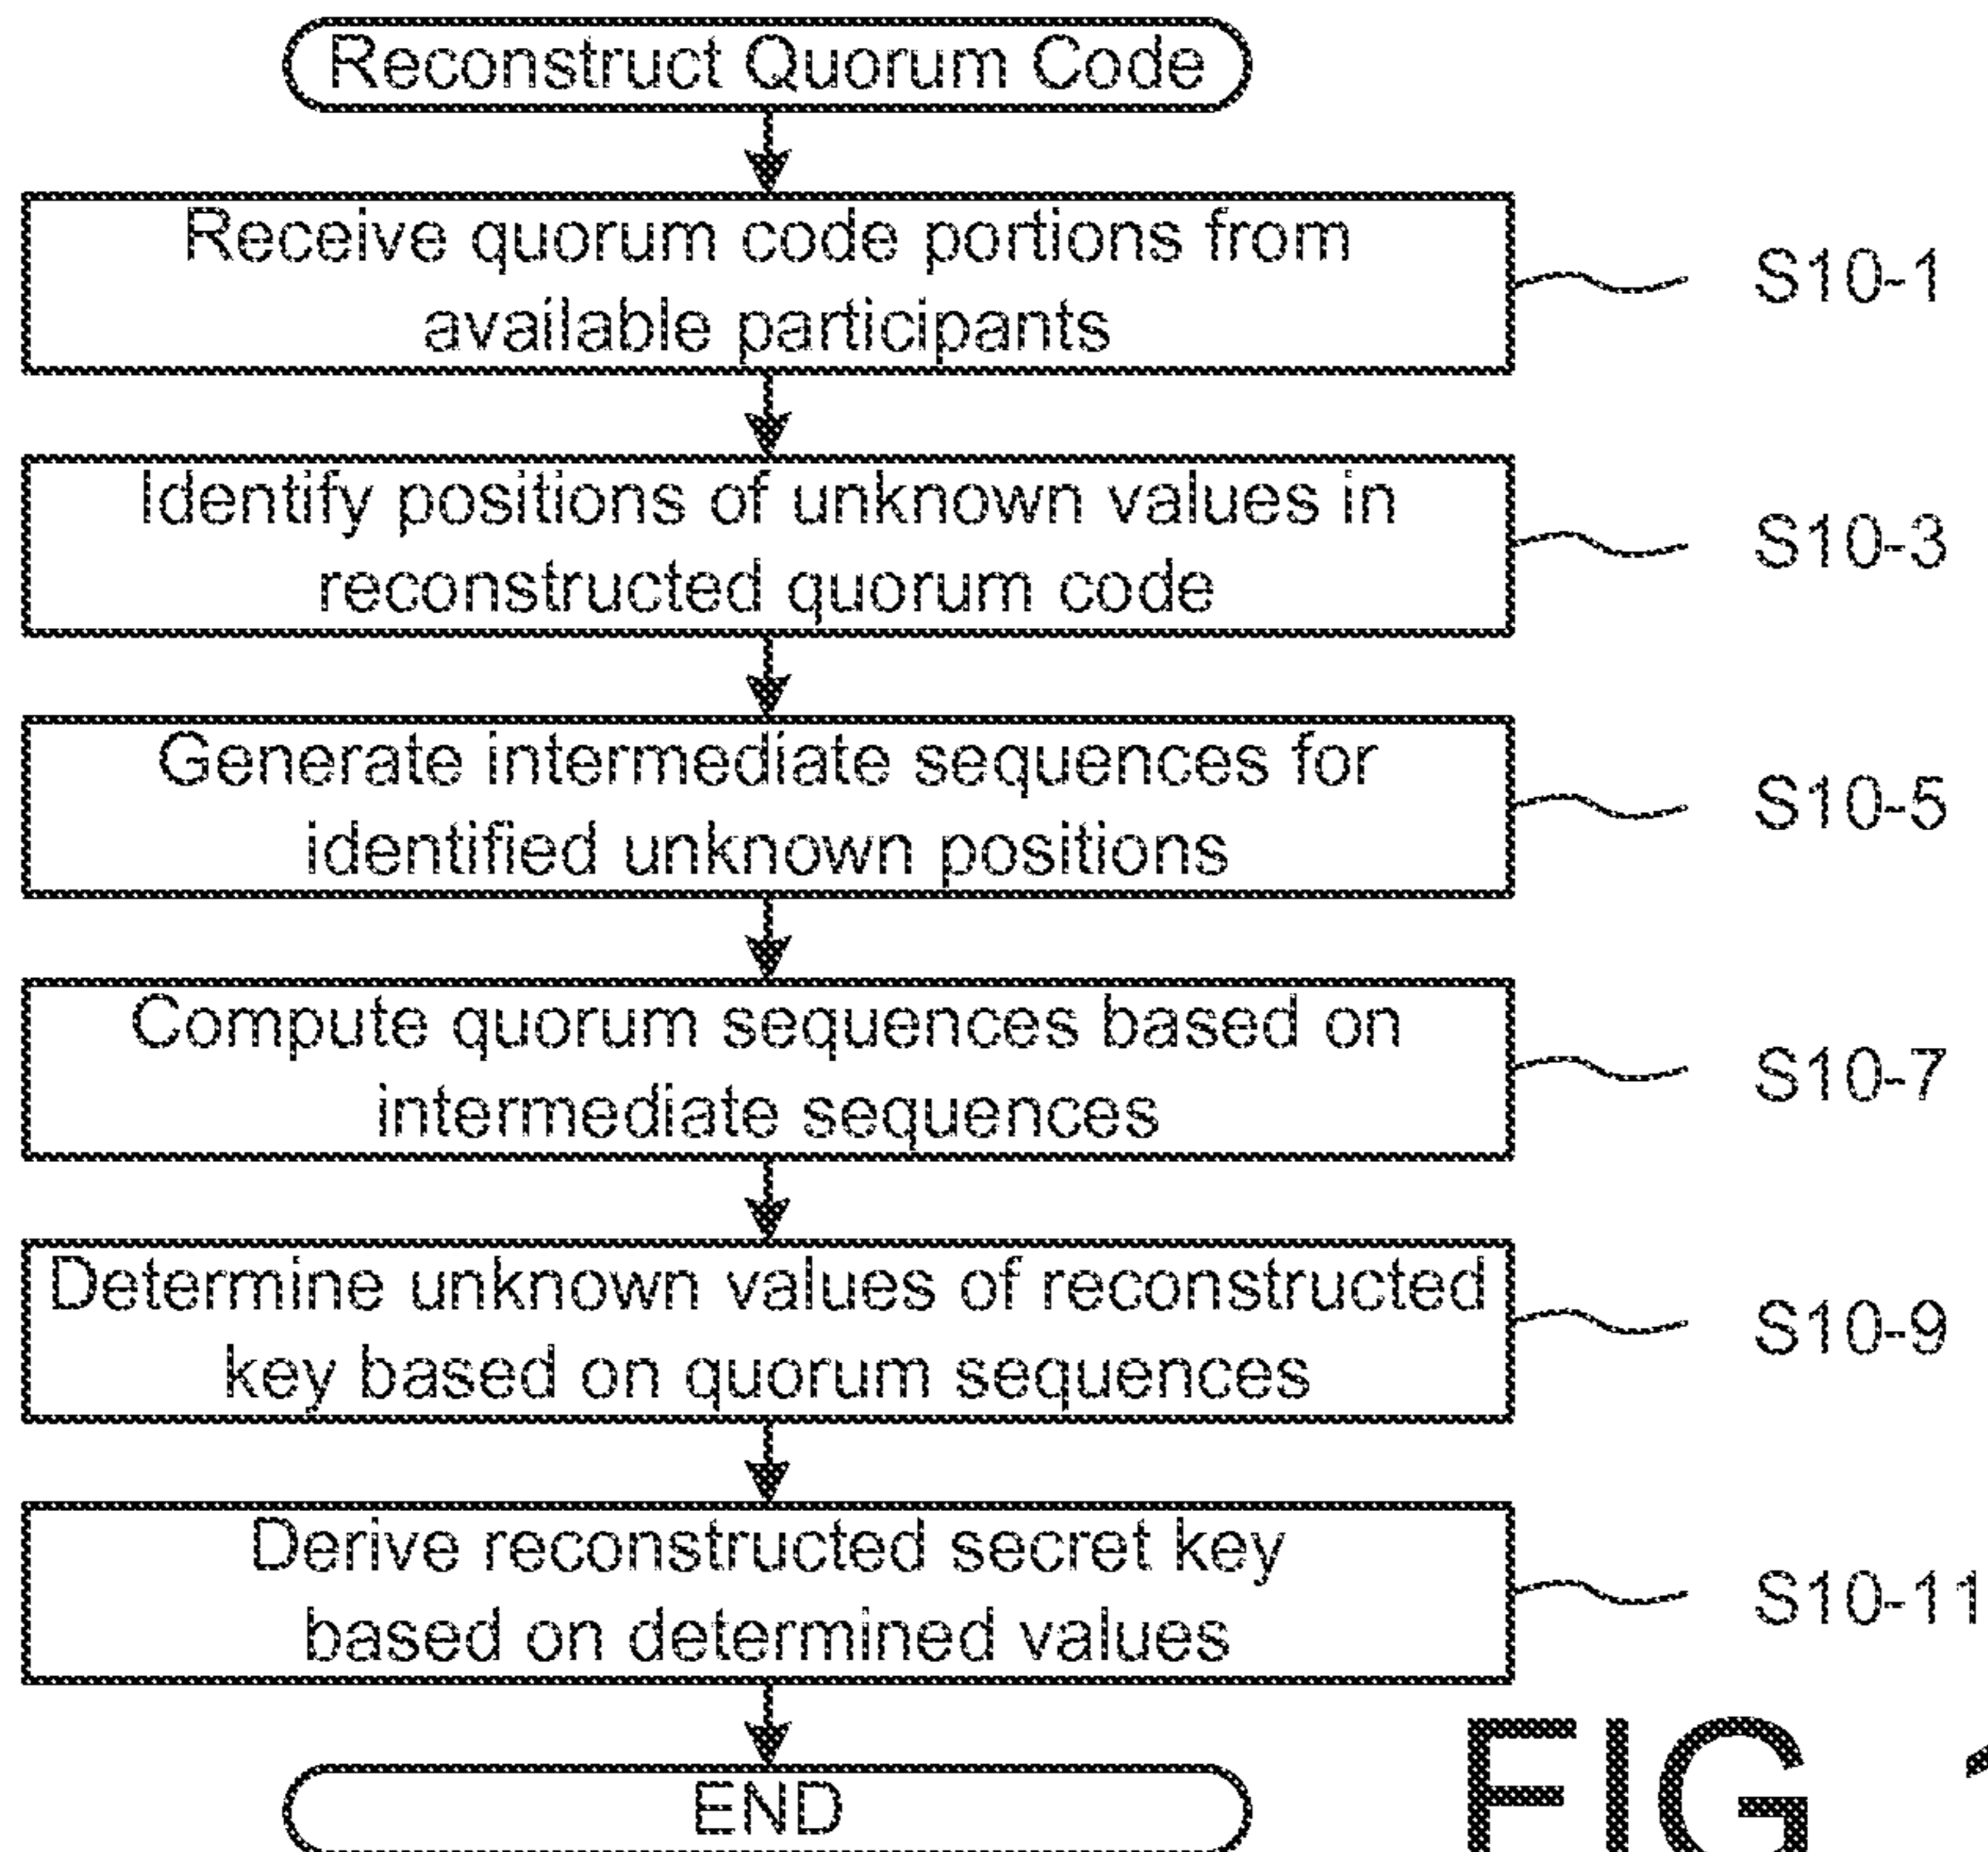 Reconstruct Quorum Code
Receive quorum code portions from
available participants
S10-1
Identify positions of unknown values in
reconstructed quorum code
S10-3
Generate intermediate sequences for
identified unknown positions
S10-5
Compute quorum sequences based on
intermediate sequences
S10-7
Determine unknown values of reconstructed
key based on quorum sequences
S10-9
Derive reconstructed secret key
based on determined values
S10-11
END
FIG